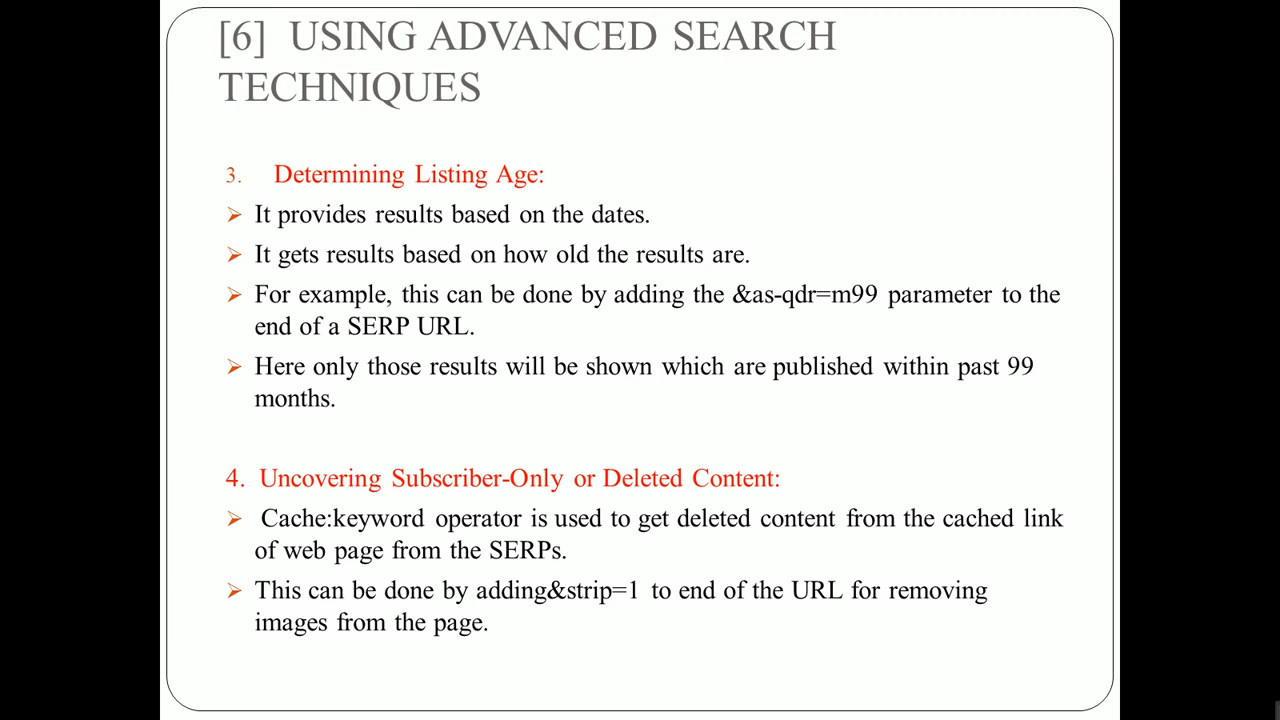 [6] USING ADVANCED SEARCH
TECHNIQUES
3. Determining Listing Age:
It provides results based on the dates.
It gets results based on how old the results are.
For example, this can be done by adding the &as-qdr=m99 parameter to the
end of a SERP URL.
Here only those results will be shown which are published within past 99
months.
4. Uncovering Subscriber-Only or Deleted Content:
Cache:keyword operator is used to get deleted content from the cached link
of web page from the SERPs.
This can be done by adding&strip=1 to end of the URL for removing
images from the page.